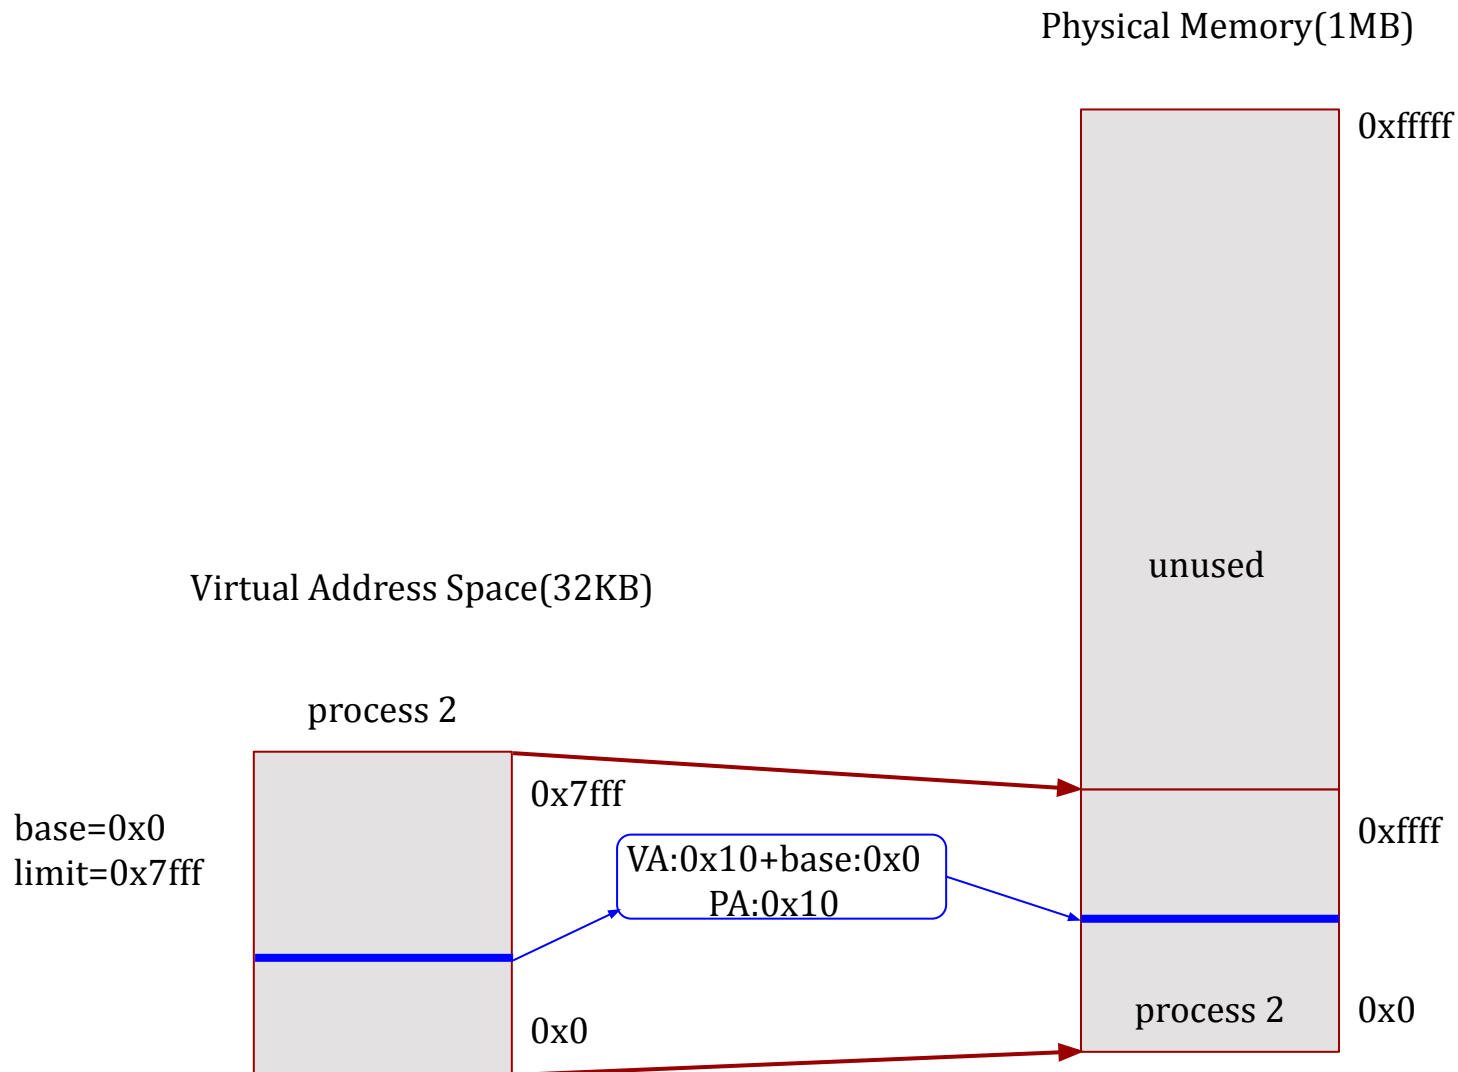 Physical Memory(1MB)
0xfffff
unused
Virtual Address Space(32KB)
process 2
0x7fff
base=0x0
limit=0x7fff
VA:0x10+base:0x0
PA:0x10
0xffff
process 2
0x0
0x0